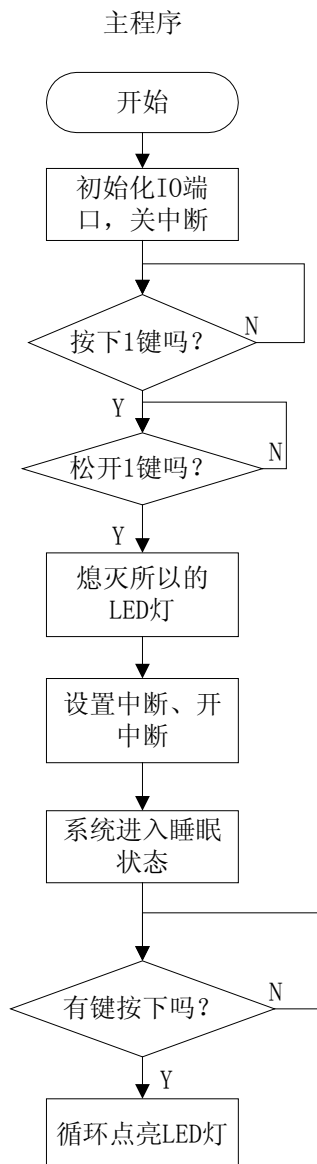 主程序
开始
初始化IO端
口，关中断
按下1键吗？
N
Y
松开1键吗？
N
Y
熄灭所以的
LED灯
设置中断、开
中断
系统进入睡眠
状态
有键按下吗？
N
Y
循环点亮LED灯